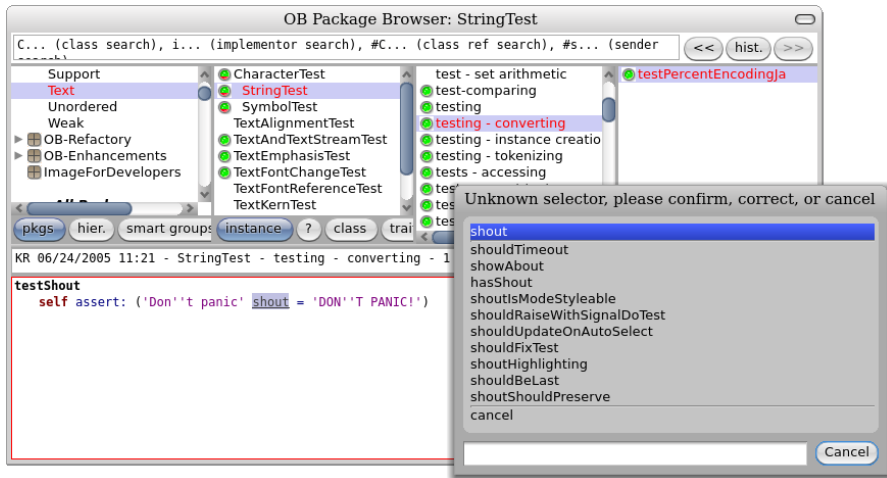 OB Package Browser: StringTest
C... (class search), i... (implementor search), #C... (class ref search), #s... (sender
<< hist. >>
Support
Text
Unordered
Weak
OB-Refactory
OB-Enhancements
ImageForDevelopers
CharacterTest
StringTest
SymbolTest
TextAlignmentTest
TextAndTextStreamTest
TextEmphasisTest
TextFontChangeTest
TextFontReferenceTest
TextKernTest
test - set arithmetic
test-comparing
testing
testing - converting
testing - instance creatio
testing - tokenizing
tests - accessing
testPercentEncodingJa
pkgs hier. smart groups instance ? class trai
KR 06/24/2005 11:21 - StringTest - testing - converting - 1
testShout
self assert: ('Don''t panic' shout = 'DON''T PANIC!')
Unknown selector, please confirm, correct, or cancel
shout
shouldTimeout
showAbout
hasShout
shoutIsModeStyleable
shouldRaiseWithSignalDoTest
shouldUpdateOnAutoSelect
shouldFixTest
shoutHighlighting
shouldBeLast
shoutShouldPreserve
cancel
Cancel